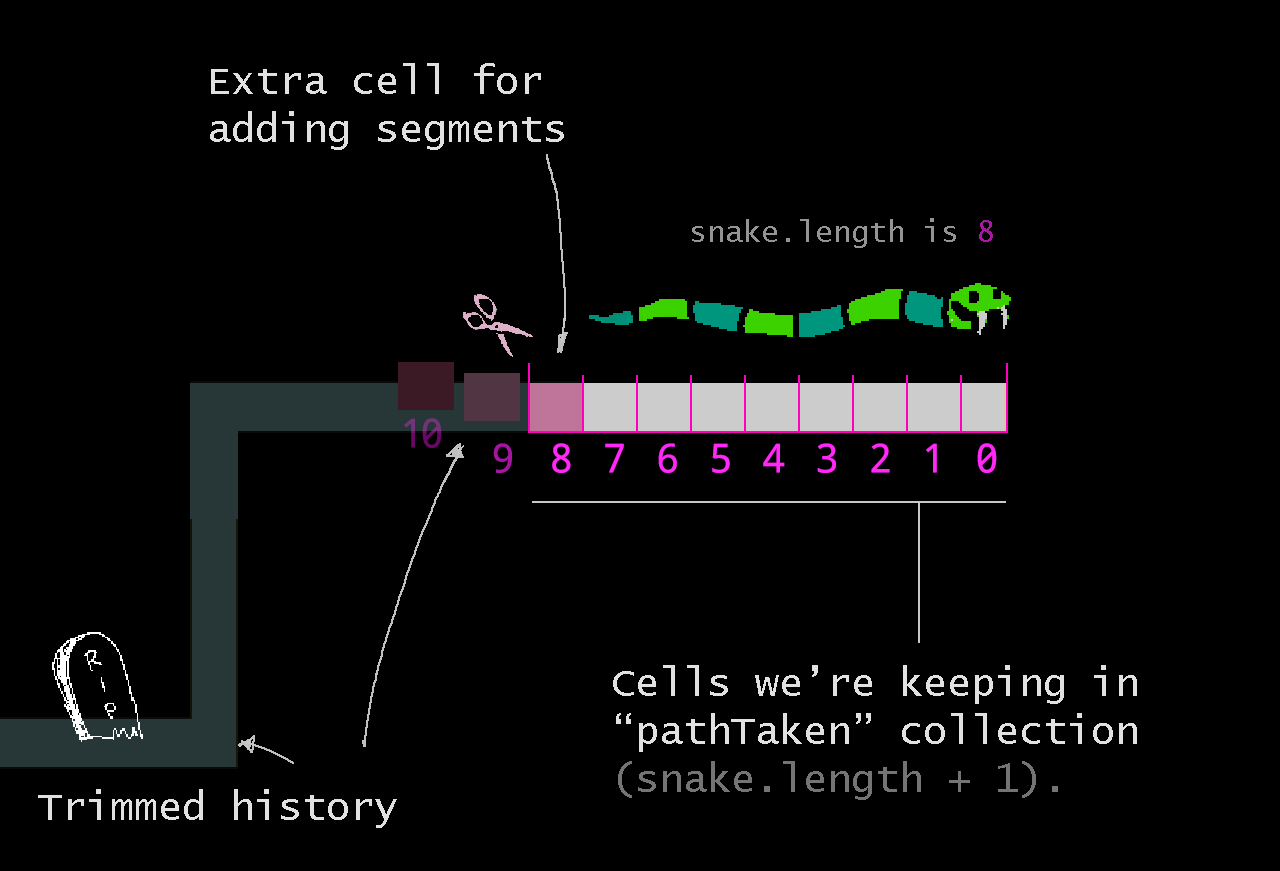 Extra cell for
adding segments
snake.length is 8
10
9 8 7 6 5 4 3 2 1 0
RIP
Cells we’re keeping in
“pathTaken” collection
(snake.length + 1).
Trimmed history